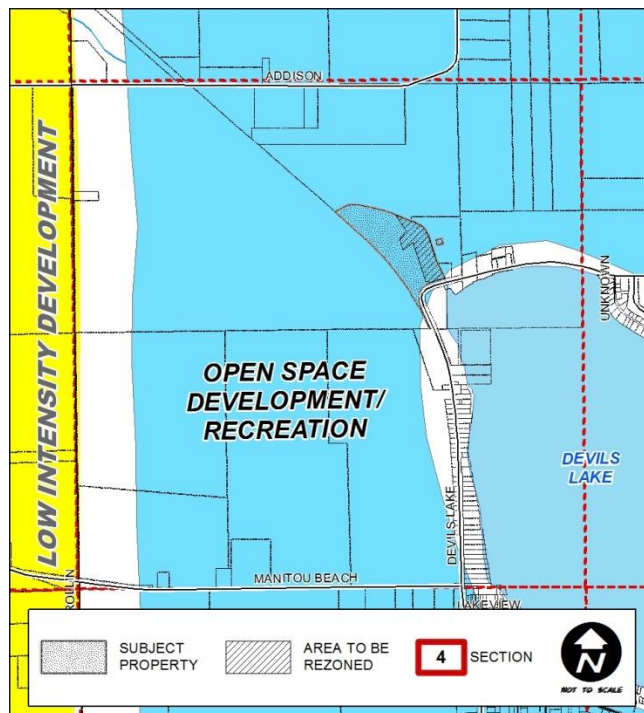 ADDISON
LOW INTENSITY DEVELOPMENT
UNKNOWN
OPEN SPACE
DEVELOPMENT/
RECREATION
DEVILS
LAKE
DEVILS LAKE
ROLLIN
MANITOU BEACH
LAKEVIEW
SUBJECT
PROPERTY
AREA TO BE
REZONED
4 SECTION
N
NOT TO SCALE